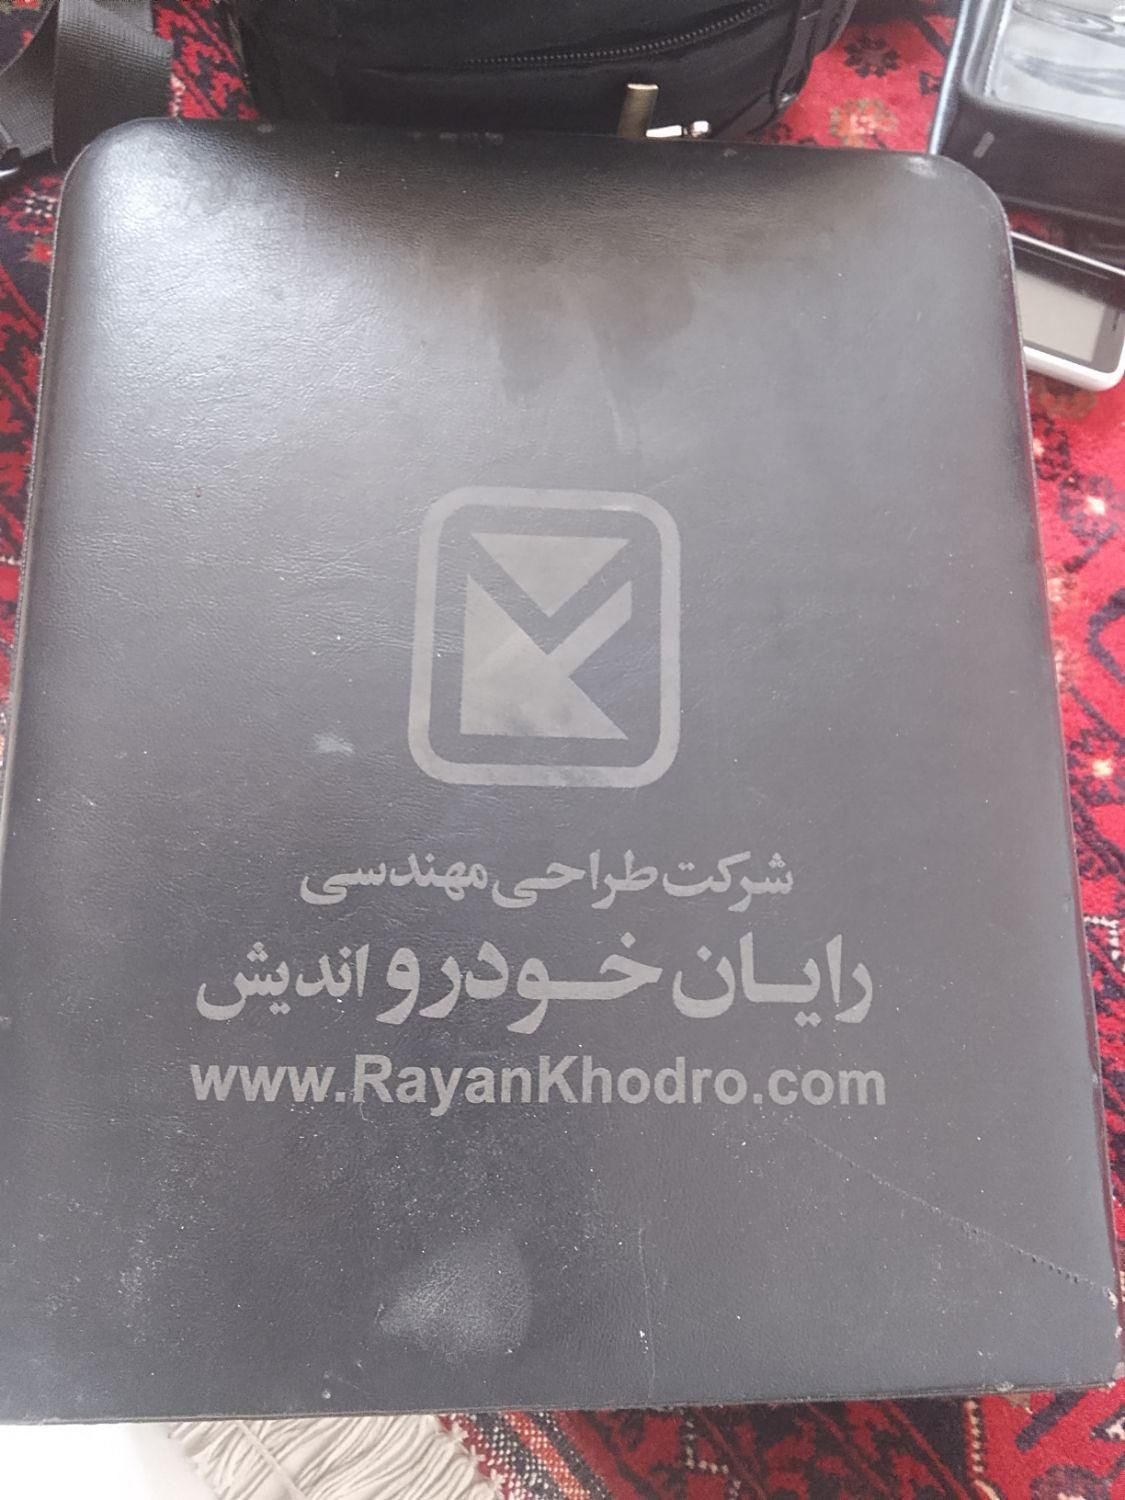 شرکت طراحی مهندسی
رایان خودرو اندیش
www.RayanKhodro.com